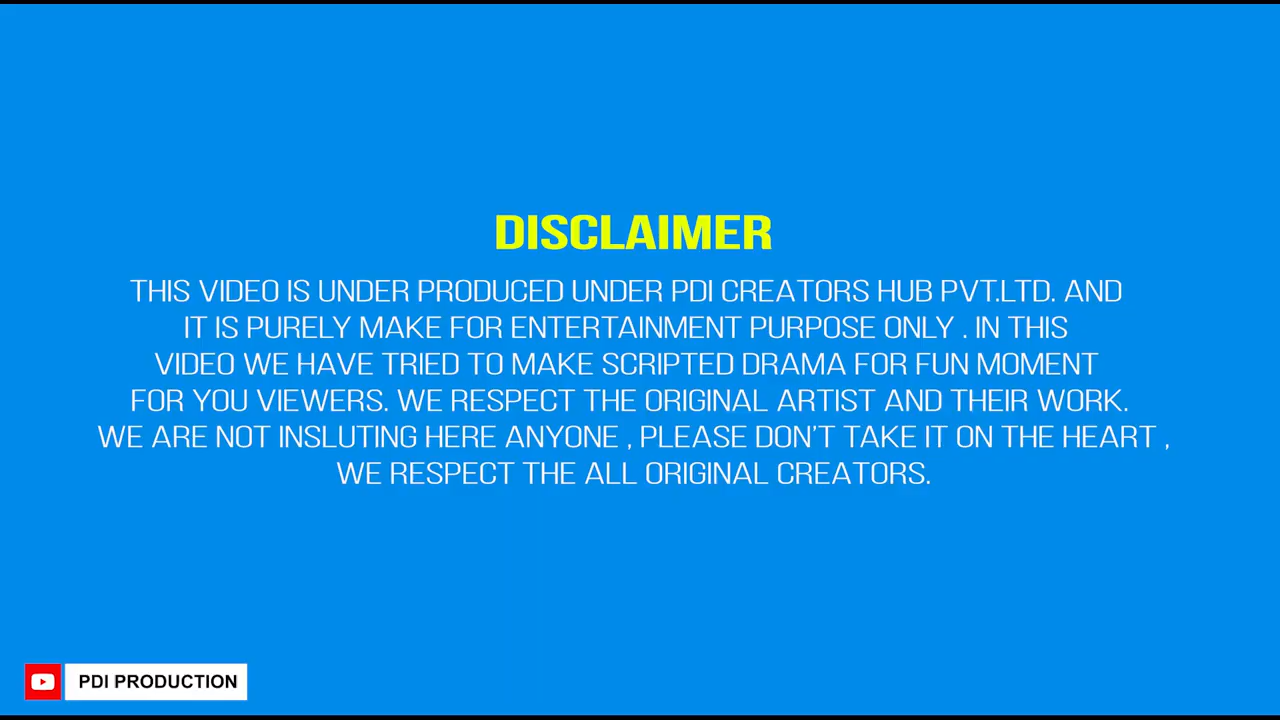 DISCLAIMER
THIS VIDEO IS UNDER PRODUCED UNDER PDI CREATORS HUB PVT.LTD. AND
IT IS PURELY MAKE FOR ENTERTAINMENT PURPOSE ONLY . IN THIS
VIDEO WE HAVE TRIED TO MAKE SCRIPTED DRAMA FOR FUN MOMENT
FOR YOU VIEWERS. WE RESPECT THE ORIGINAL ARTIST AND THEIR WORK.
WE ARE NOT INSLUTING HERE ANYONE , PLEASE DON'T TAKE IT ON THE HEART ,
WE RESPECT THE ALL ORIGINAL CREATORS.
PDI PRODUCTION